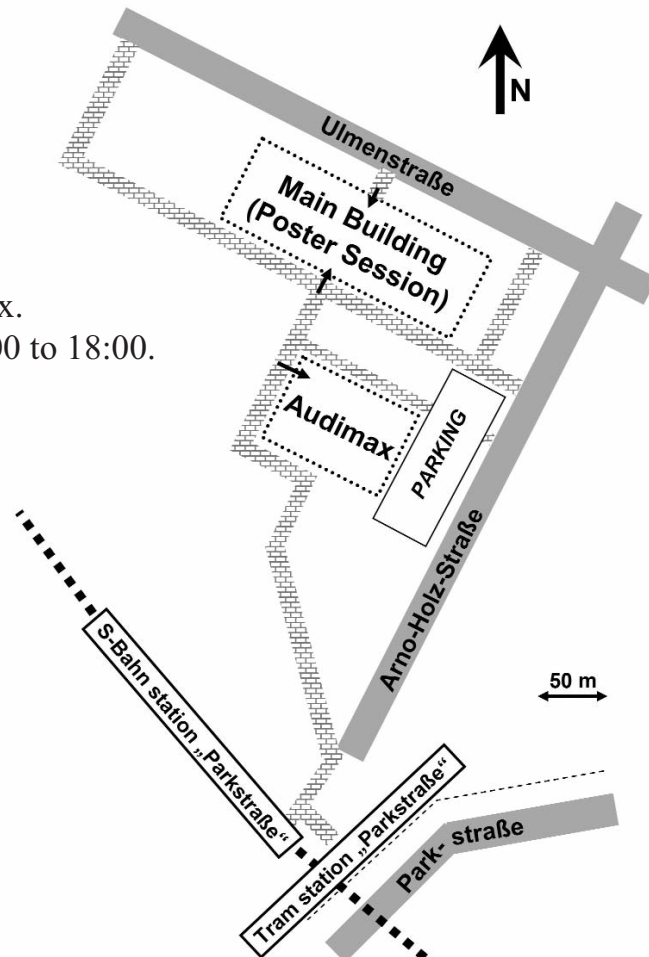 N
Ulmenstraße
Main Building
(Poster Session)
x.
00 to 18:00.
Audimax
PARKING
Arno-Holz-Straße
50 m
S-Bahn station „Parkstraße“
Tram station „Parkstraße“
Park- straße